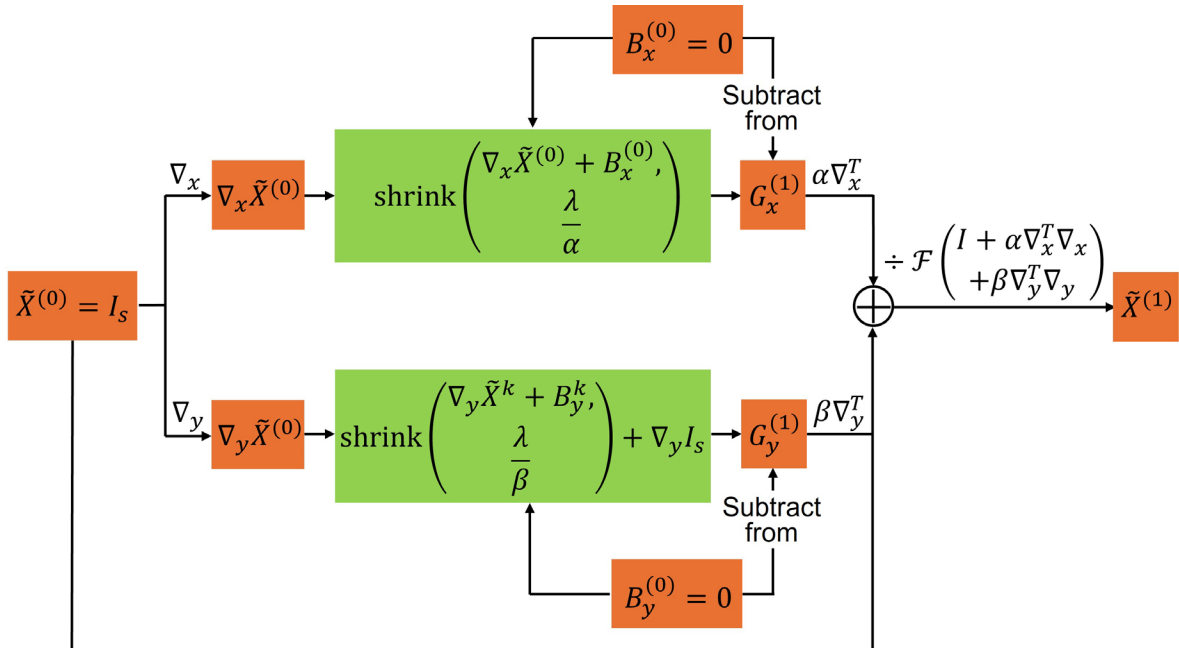 B_x^{(0)} = 0
Subtract
from
∇_x
∇_x X̃^{(0)}
shrink(∇_x X̃^{(0)} + B_x^{(0)},
λ/α)
G_x^{(1)}
α∇_x^T
÷ ℱ(I + α∇_x^T∇_x
+β∇_y^T∇_y)
X̃^{(0)} = I_s
X̃^{(1)}
∇_y
∇_y X̃^{(0)}
shrink(∇_y X̃^k + B_y^k,
λ/β) + ∇_y I_s
G_y^{(1)}
β∇_y^T
Subtract
from
B_y^{(0)} = 0